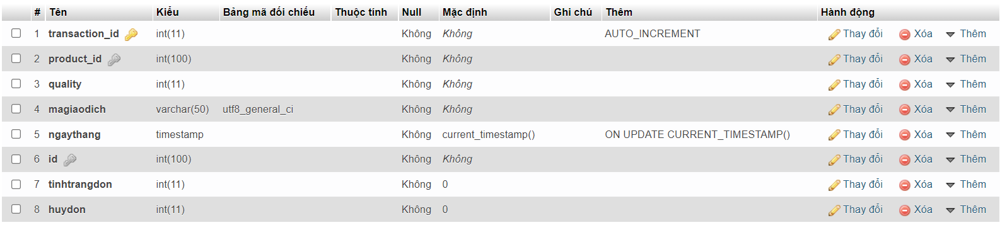 # Tên Kiểu Bảng mã đối chiếu Thuộc tính Null Mặc định Ghi chú Thêm Hành động
1 transaction_id int(11) Không Không AUTO_INCREMENT Thay đổi Xóa Thêm
2 product_id int(100) Không Không Thay đổi Xóa Thêm
3 quality int(11) Không Không Thay đổi Xóa Thêm
4 magiaodich varchar(50) utf8_general_ci Không Không Thay đổi Xóa Thêm
5 ngaythang timestamp Không current_timestamp() ON UPDATE CURRENT_TIMESTAMP() Thay đổi Xóa Thêm
6 id int(100) Không Không Thay đổi Xóa Thêm
7 tinhtrangdon int(11) Không 0 Thay đổi Xóa Thêm
8 huydon int(11) Không 0 Thay đổi Xóa Thêm